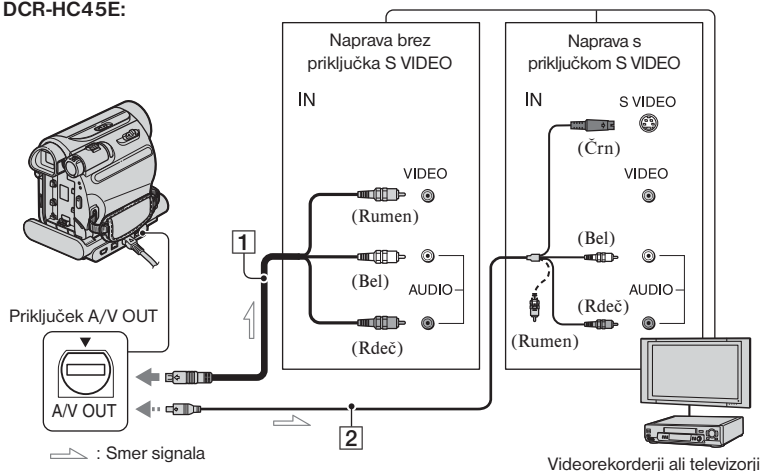 DCR-HC45E:
Naprava brez
priključka S VIDEO
IN
VIDEO
(Rumen)
(Bel)
AUDIO
(Rdeč)
1
Naprava s
priključkom S VIDEO
IN
S VIDEO
(Črn)
VIDEO
(Bel)
AUDIO
(Rdeč)
(Rumen)
Priključek A/V OUT
A/V OUT
2
: Smer signala
Videorekorderji ali televizorji